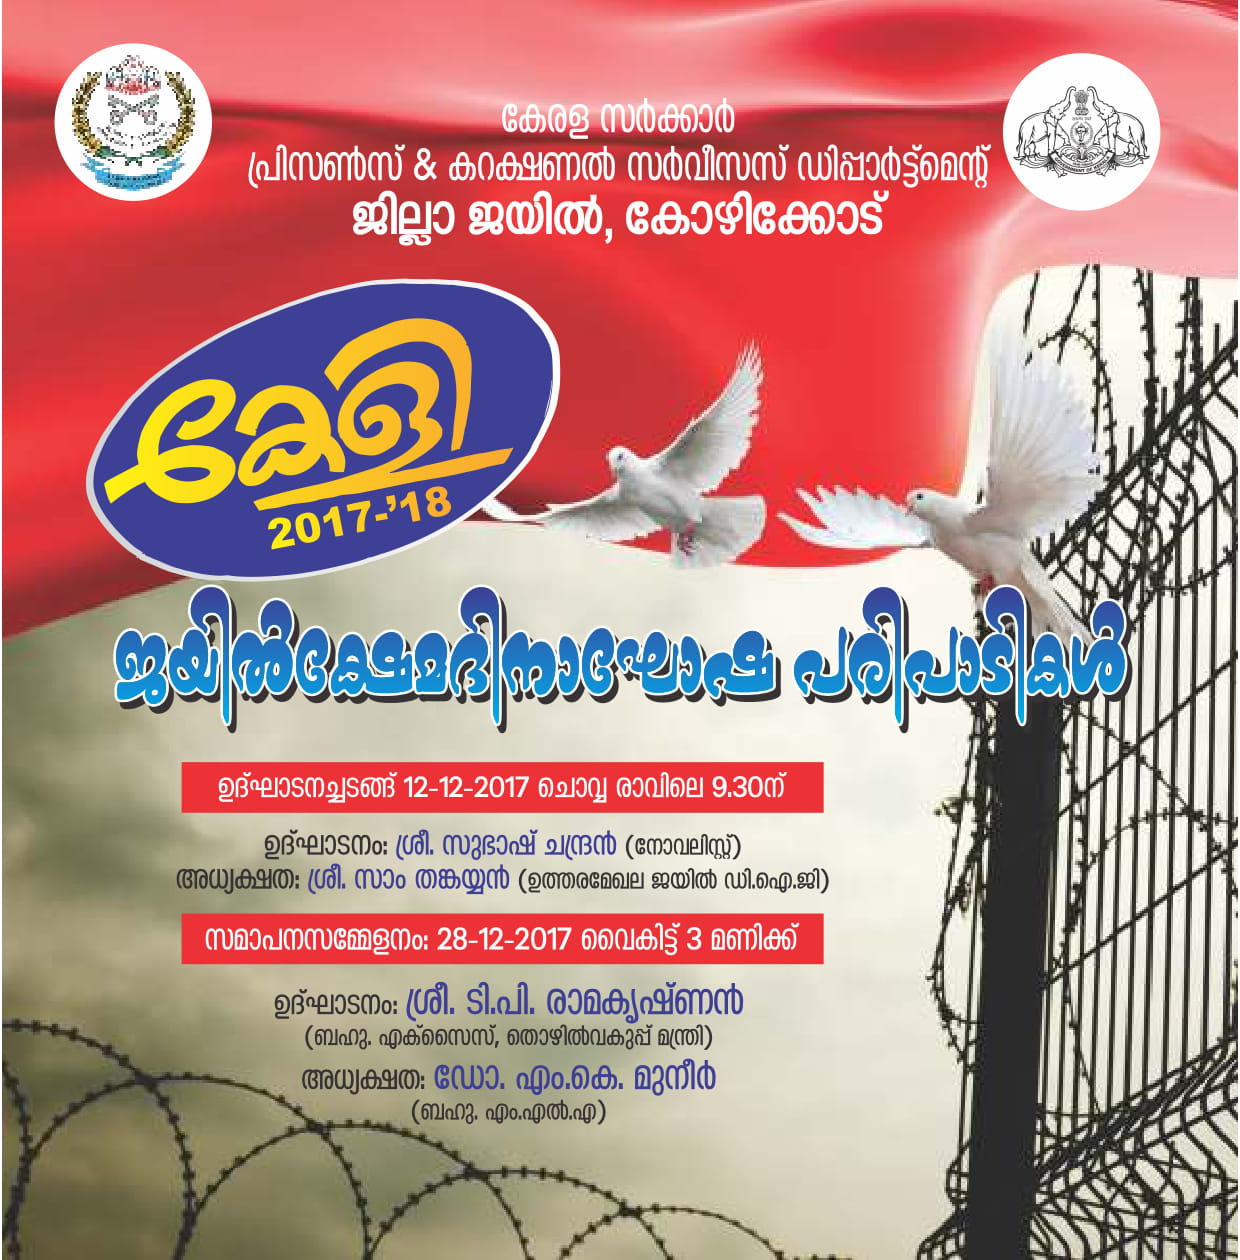 കേരള സർക്കാർ
പ്രിസൺസ് & കറക്ഷണൽ സർവീസസ് ഡിപ്പാർട്ട്മെന്റ്
ജില്ലാ ജയിൽ, കോഴിക്കോട്
കേളി
2017-'18
ജയിൽക്ഷേമദിനാഘോഷ പരിപാടികൾ
ഉദ്ഘാടനച്ചടങ്ങ് 12-12-2017 ചൊവ്വ രാവിലെ 9.30ന്
ഉദ്ഘാടനം: ശ്രീ. സുഭാഷ് ചന്ദ്രൻ (നോവലിസ്റ്റ്)
അധ്യക്ഷത: ശ്രീ. സാം തങ്കയ്യൻ (ഉത്തരമേഖല ജയിൽ ഡി.ഐ.ജി)
സമാപനസമ്മേളനം: 28-12-2017 വൈകിട്ട് 3 മണിക്ക്
ഉദ്ഘാടനം: ശ്രീ. ടി.പി. രാമകൃഷ്ണൻ
(ബഹു. എക്സൈസ്, തൊഴിൽവകുപ്പ് മന്ത്രി)
അധ്യക്ഷത: ഡോ. എം.കെ. മുനീർ
(ബഹു. എം.എൽ.എ)